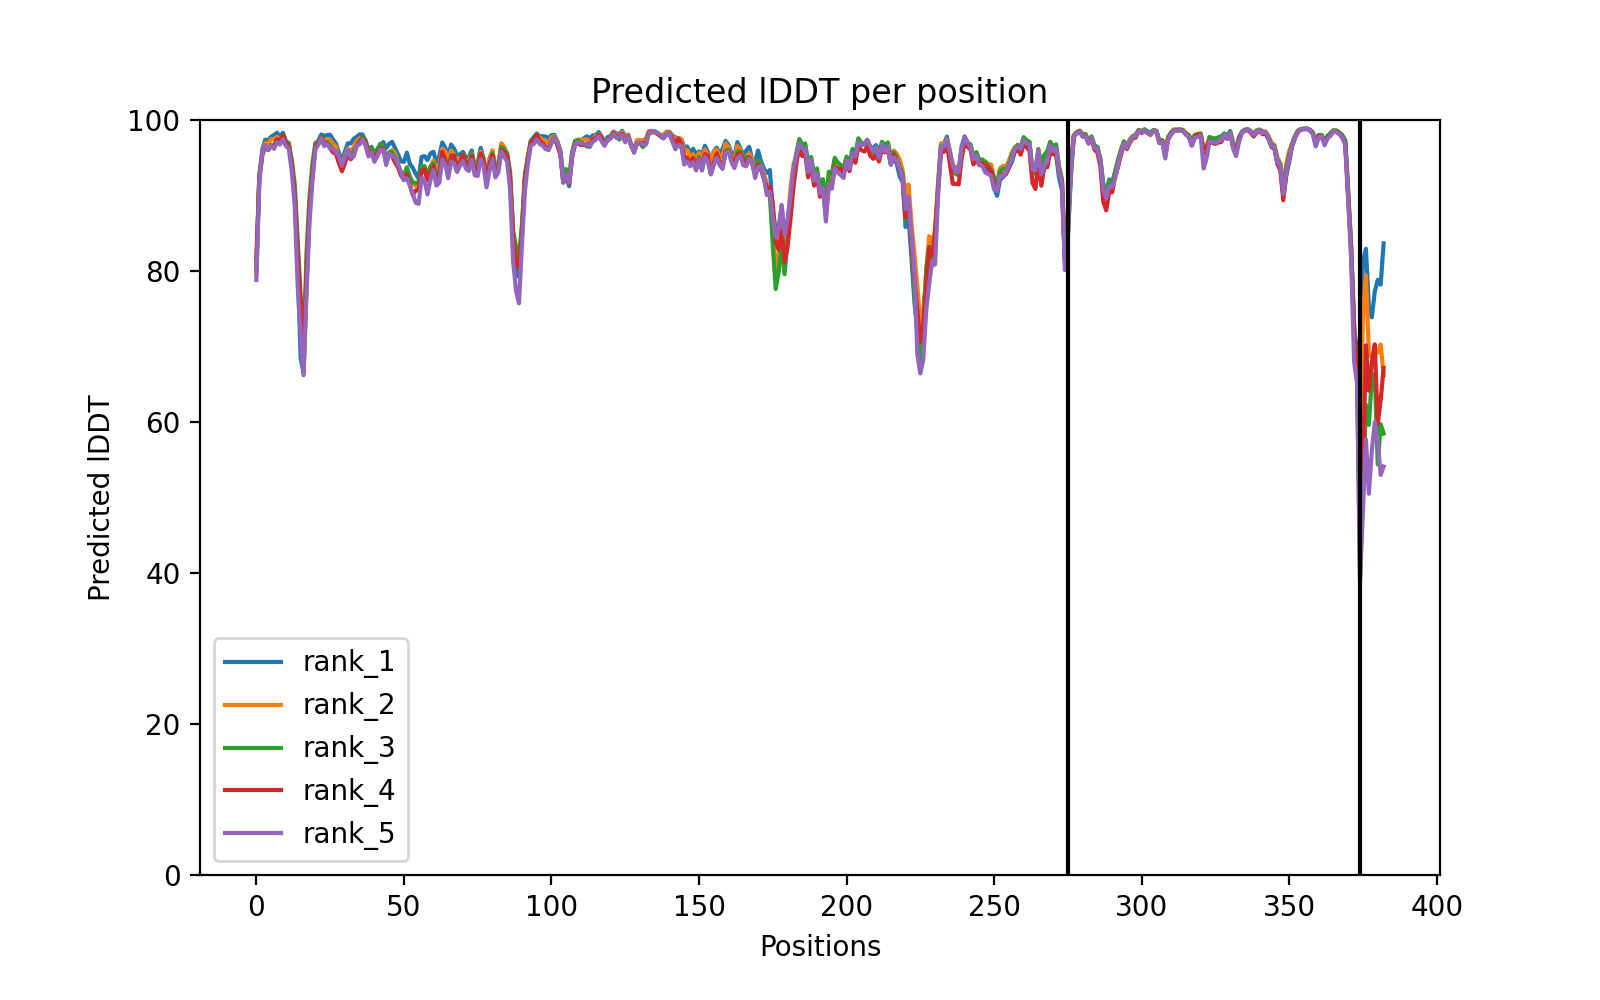 Predicted lDDT per position
100
80
60
40
20
0
Predicted lDDT
rank_1
rank_2
rank_3
rank_4
rank_5
0 50 100 150 200 250 300 350 400
Positions